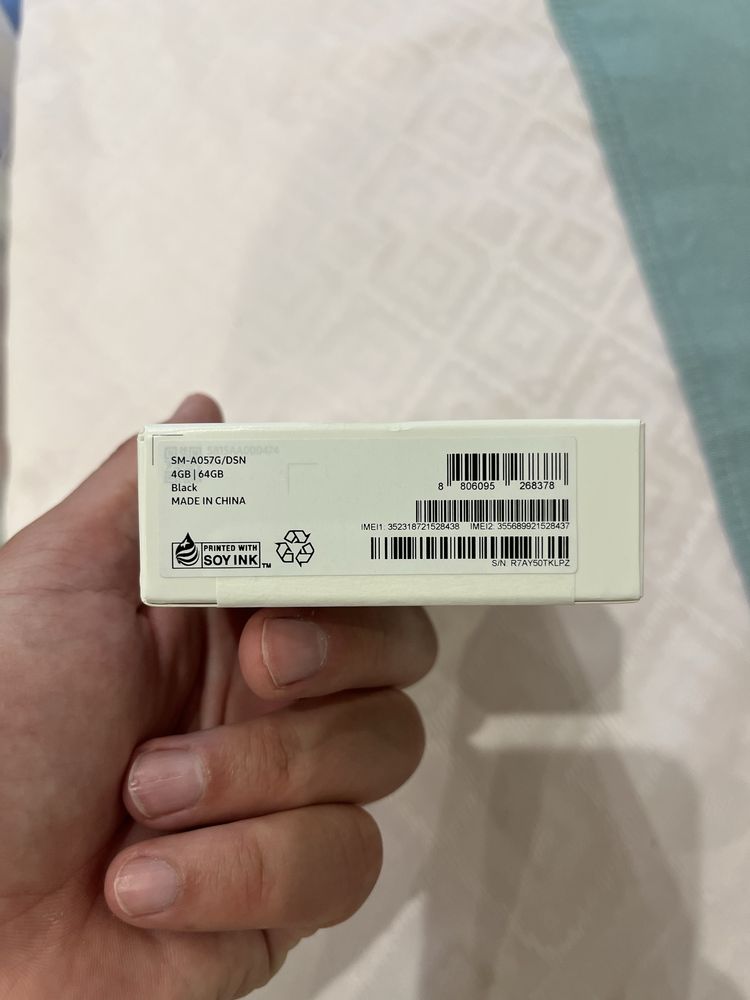 SM-A057G/DSN
4GB | 64GB
Black
MADE IN CHINA
PRINTED WITH
SOY INK™
8 806095 268378
IMEI1: 352318721528438 IMEI2: 355689921528437
S/N: R7AY50TKLPZ